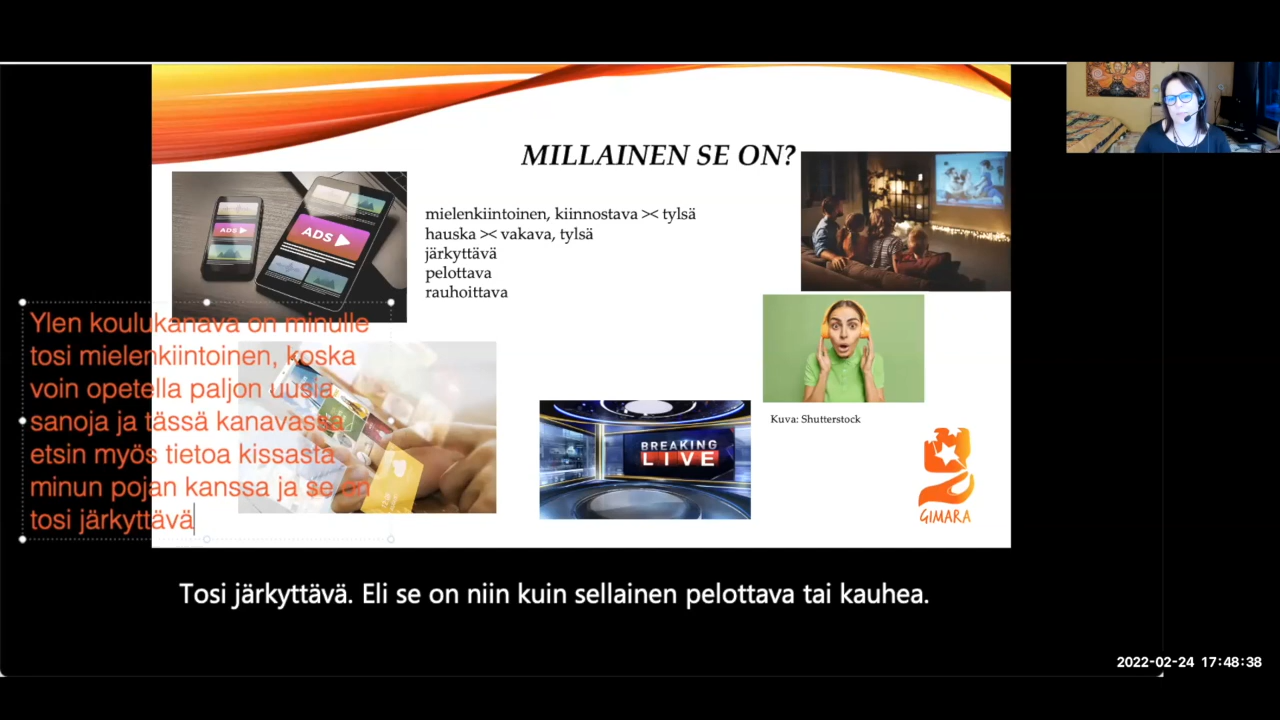 MILLAINEN SE ON?
ADS
ADS
mielenkiintoinen, kiinnostava >< tylsä
hauska >< vakava, tylsä
järkyttävä
pelottava
rauhoittava
Ylen koulukanava on minulle
tosi mielenkiintoinen, koska
voin opetella paljon uusia
sanoja ja tässä kanavassa
etsin myös tietoa kissasta
minun pojan kanssa ja se on
tosi järkyttävä
BREAKING
LIVE
Kuva: Shutterstock
GIMARA
Tosi järkyttävä. Eli se on niin kuin sellainen pelottava tai kauhea.
2022-02-24 17:48:38